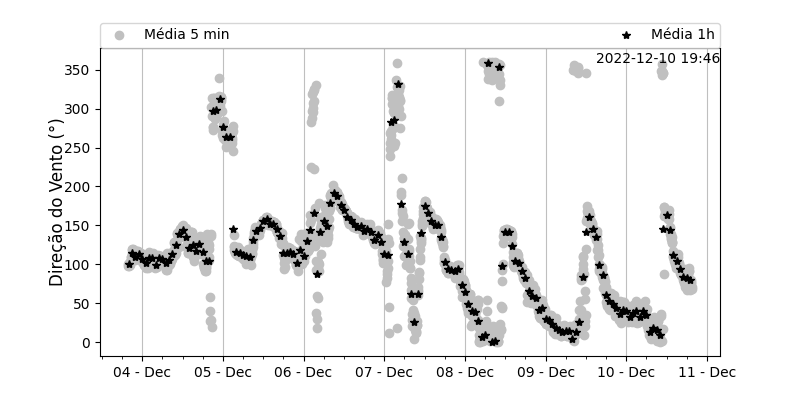 Média 5 min
Média 1h
2022-12-10 19:46
Direção do Vento (°)
350
300
250
200
150
100
50
0
04 - Dec
05 - Dec
06 - Dec
07 - Dec
08 - Dec
09 - Dec
10 - Dec
11 - Dec